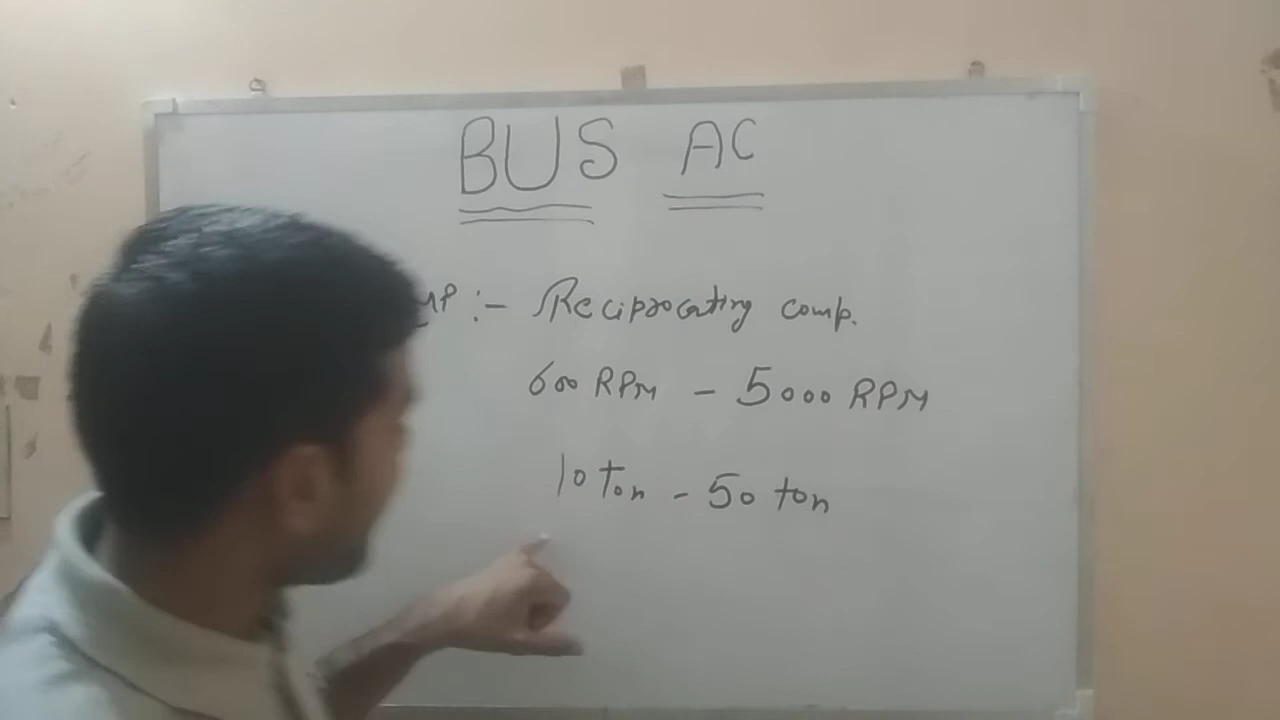 BUS AC
:- Reciprocating comp.
600 RPM - 5000 RPM
10 ton - 50 ton